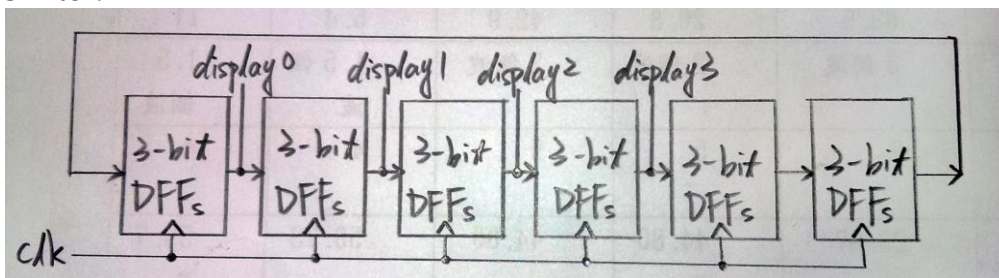 display0 display1 display2 display3
3-bit DFFs 3-bit DFFs 3-bit DFFs 3-bit DFFs 3-bit DFFs 3-bit DFFs
clk